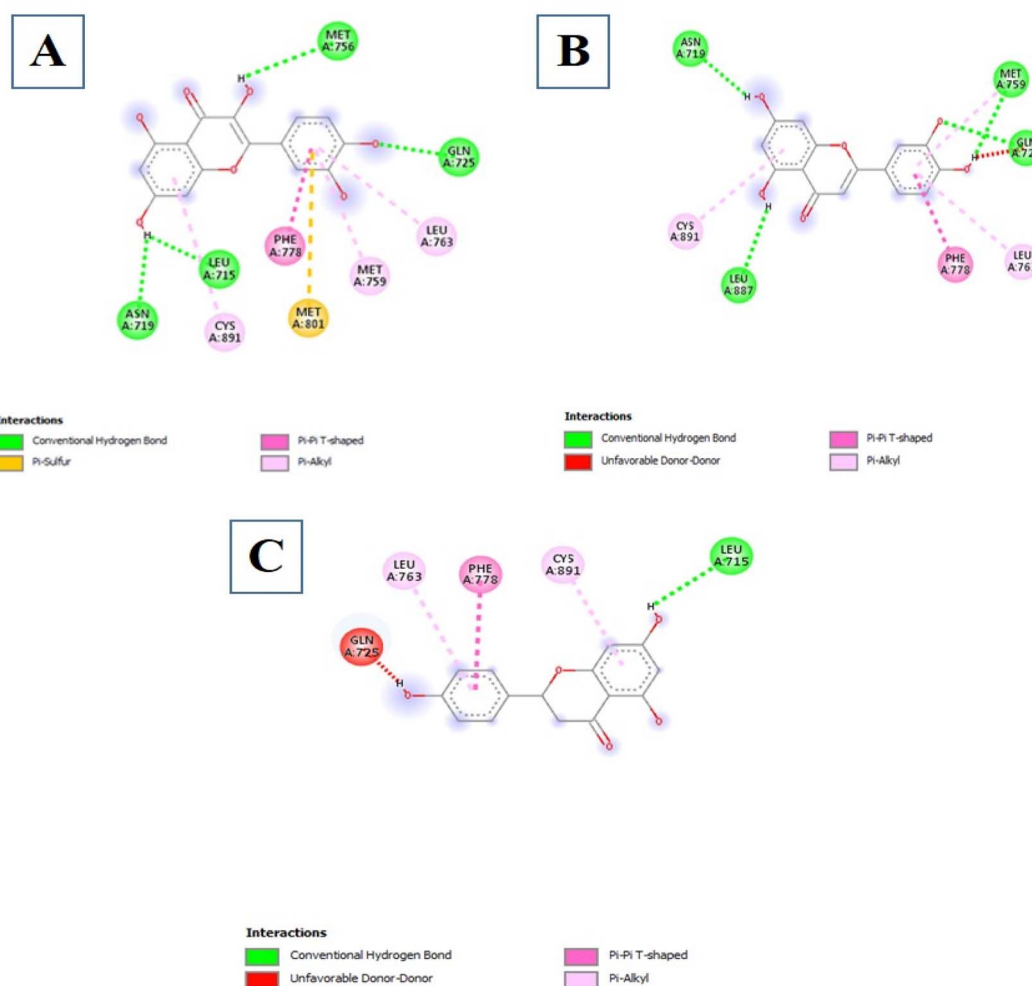 A
MET
A:756
H
O
O
O
O
GLN
A:725
O
O
O
H
PHE
A:778
LEU
A:763
LEU
A:715
MET
A:759
ASN
A:719
CYS
A:891
MET
A:801
Interactions
Conventional Hydrogen Bond
Pi-Sulfur
Pi-Pi T-shaped
Pi-Alkyl
B
ASN
A:719
MET
A:759
H
O
O
O
H
O
O
H
O
CYS
A:891
LEU
A:887
PHE
A:778
LEU
Interactions
Conventional Hydrogen Bond
Unfavorable Donor-Donor
Pi-Pi T-shaped
Pi-Alkyl
C
LEU
A:763
PHE
A:778
CYS
A:891
LEU
A:715
GLN
A:725
H
O
H
O
O
O
O
Interactions
Conventional Hydrogen Bond
Unfavorable Donor-Donor
Pi-Pi T-shaped
Pi-Alkyl